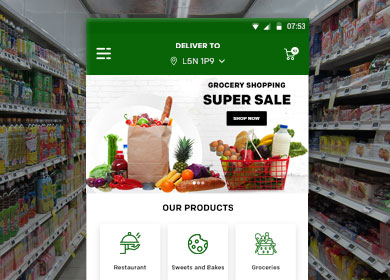 07:53
DELIVER TO
L5N 1P9
GROCERY SHOPPING
SUPER SALE
SHOP NOW
OUR PRODUCTS
Restaurant
Sweets and Bakes
Groceries